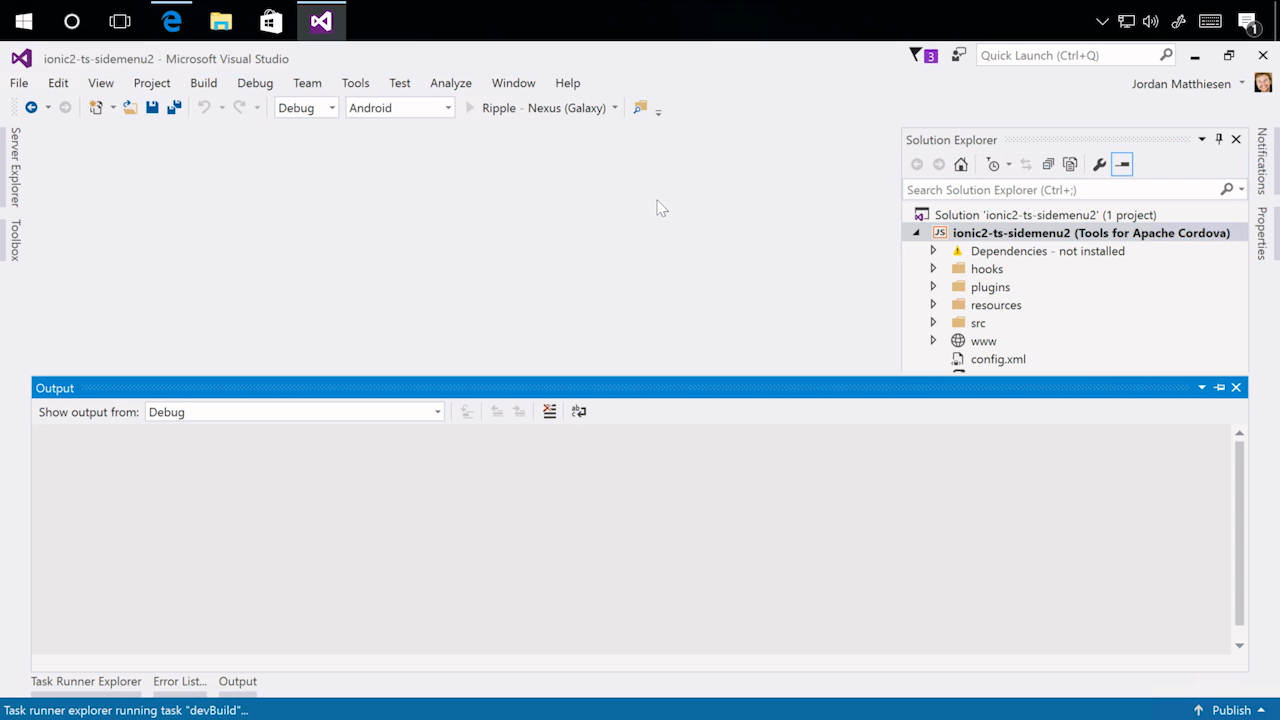 1
ionic2-ts-sidemenu2 - Microsoft Visual Studio
3
Quick Launch (Ctrl+Q)
File Edit View Project Build Debug Team Tools Test Analyze Window Help
Jordan Matthiesen
Debug Android Ripple - Nexus (Galaxy)
Server Explorer
Toolbox
Solution Explorer
Search Solution Explorer (Ctrl+;)
Solution 'ionic2-ts-sidemenu2' (1 project)
JS ionic2-ts-sidemenu2 (Tools for Apache Cordova)
Dependencies - not installed
hooks
plugins
resources
src
www
config.xml
Notifications
Properties
Output
Show output from: Debug
Task Runner Explorer Error List... Output
Task runner explorer running task "devBuild"...
Publish